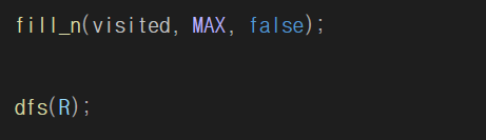 fill_n(visited, MAX, false);
dfs(R);